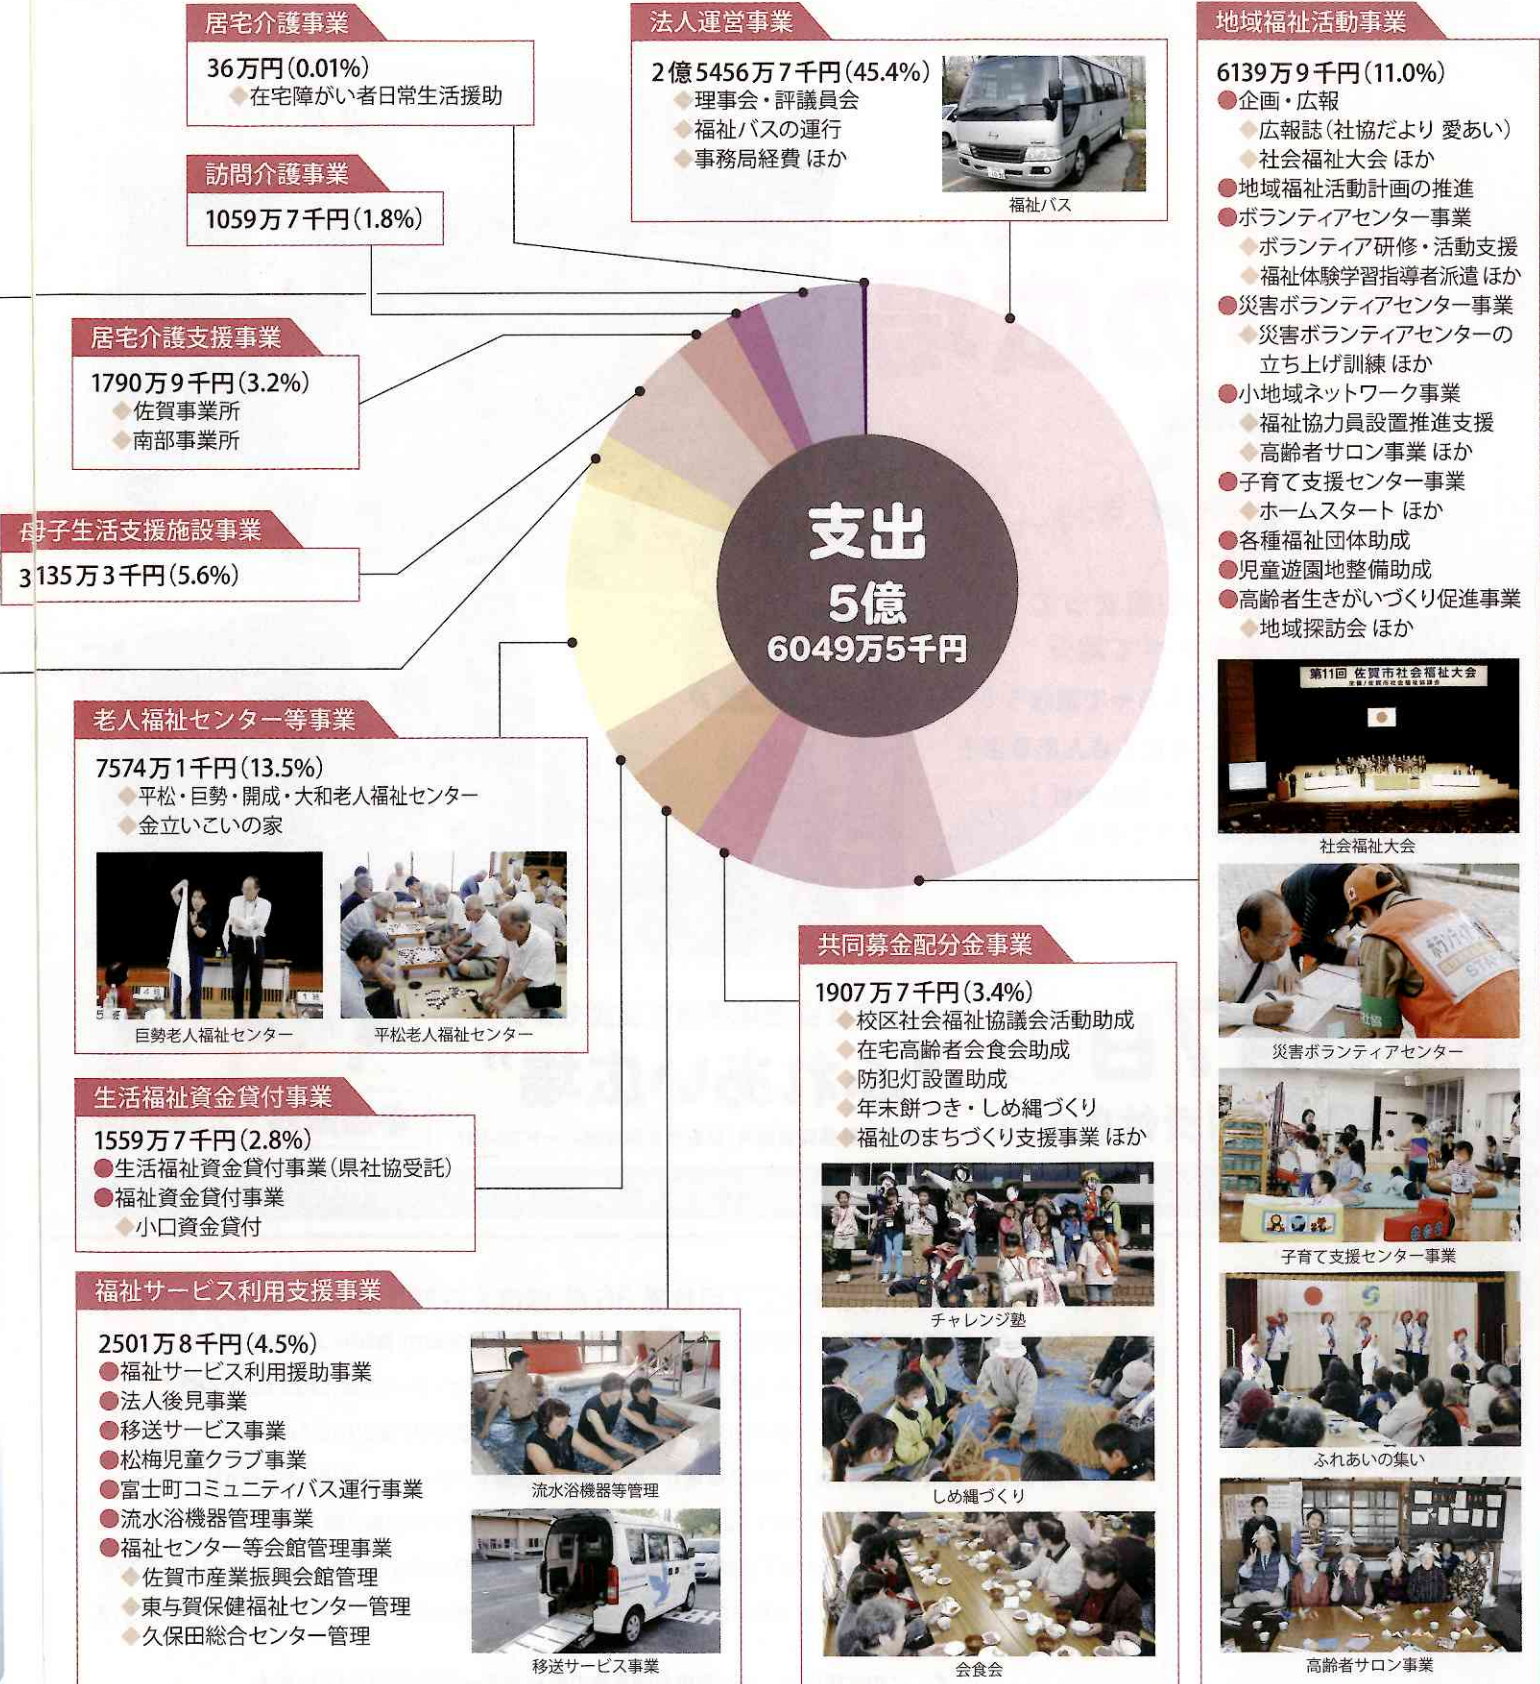 居宅介護事業
36万円(0.01%)
◆在宅障がい者日常生活援助
訪問介護事業
1059万7千円(1.8%)
居宅介護支援事業
1790万9千円(3.2%)
◆佐賀事業所
◆南部事業所
母子生活支援施設事業
3135万3千円(5.6%)
老人福祉センター等事業
7574万1千円(13.5%)
◆平松・巨勢・開成・大和老人福祉センター
◆金立いこいの家
巨勢老人福祉センター
平松老人福祉センター
生活福祉資金貸付事業
1559万7千円(2.8%)
●生活福祉資金貸付事業(県社協受託)
●福祉資金貸付事業
◆小口資金貸付
福祉サービス利用支援事業
2501万8千円(4.5%)
●福祉サービス利用援助事業
●法人後見事業
●移送サービス事業
●松梅児童クラブ事業
●富士町コミュニティバス運行事業
●流水浴機器管理事業
●福祉センター等会館管理事業
◆佐賀市産業振興会館管理
◆東与賀保健福祉センター管理
◆久保田総合センター管理
流水浴機器等管理
移送サービス事業
法人運営事業
2億5456万7千円(45.4%)
◆理事会・評議員会
◆福祉バスの運行
◆事務局経費 ほか
福祉バス
支出
5億
6049万5千円
共同募金配分金事業
1907万7千円(3.4%)
◆校区社会福祉協議会活動助成
◆在宅高齢者会食会助成
◆防犯灯設置助成
◆年末餅つき・しめ縄づくり
◆福祉のまちづくり支援事業 ほか
チャレンジ塾
しめ縄づくり
会食会
地域福祉活動事業
6139万9千円(11.0%)
●企画・広報
◆広報誌(社協だより 愛あい)
◆社会福祉大会 ほか
●地域福祉活動計画の推進
●ボランティアセンター事業
◆ボランティア研修・活動支援
◆福祉体験学習指導者派遣 ほか
●災害ボランティアセンター事業
◆災害ボランティアセンターの
立ち上げ訓練 ほか
●小地域ネットワーク事業
◆福祉協力員設置推進支援
◆高齢者サロン事業 ほか
●子育て支援センター事業
◆ホームスタート ほか
●各種福祉団体助成
●児童遊園地整備助成
●高齢者生きがいづくり促進事業
◆地域探訪会 ほか
第11回 佐賀市社会福祉大会
社会福祉大会
災害ボランティアセンター
子育て支援センター事業
ふれあいの集い
高齢者サロン事業